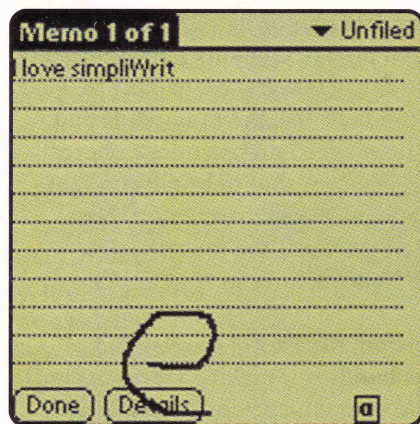 Memo 1 of 1 Unfiled
I love simpliWrit
e
Done Details a